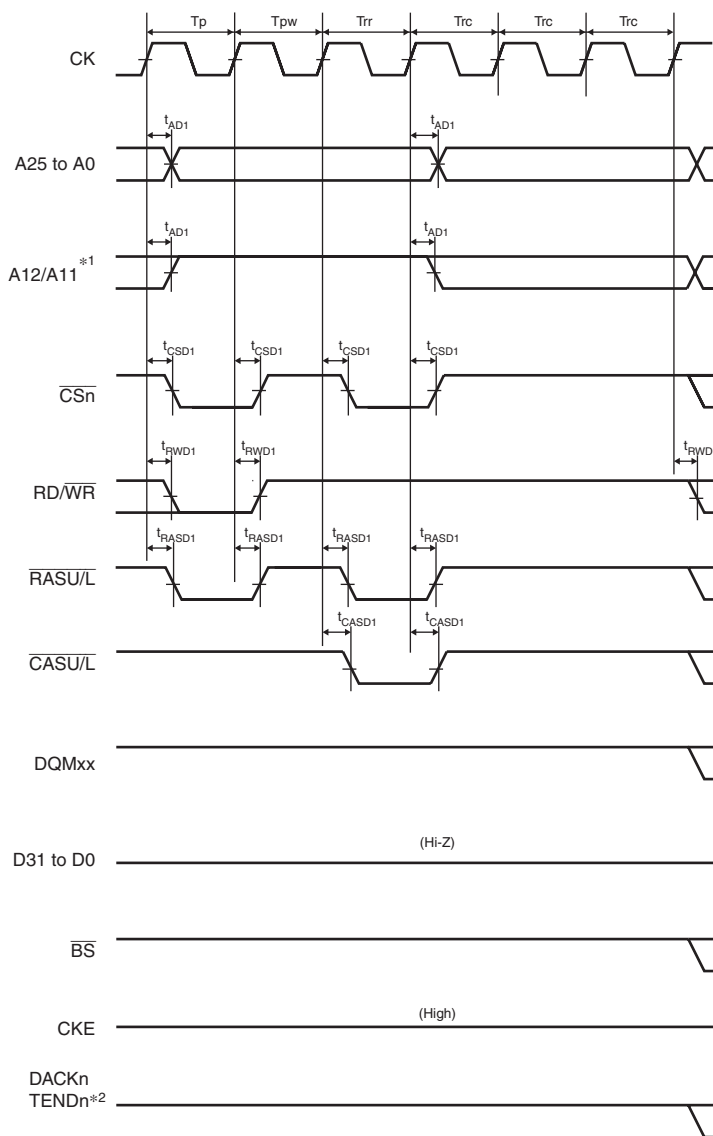 Tp Tpw Trr Trc Trc Trc
CK
tAD1 tAD1
A25 to A0
tAD1 tAD1
A12/A11*1
tCSD1 tCSD1 tCSD1 tCSD1
CSn
tRWD1 tRWD1 tRWD
RD/WR
tRASD1 tRASD1 tRASD1 tRASD1
RASU/L
tCASD1 tCASD1
CASU/L
DQMxx
(Hi-Z)
D31 to D0
BS
(High)
CKE
DACKn
TENDn*2